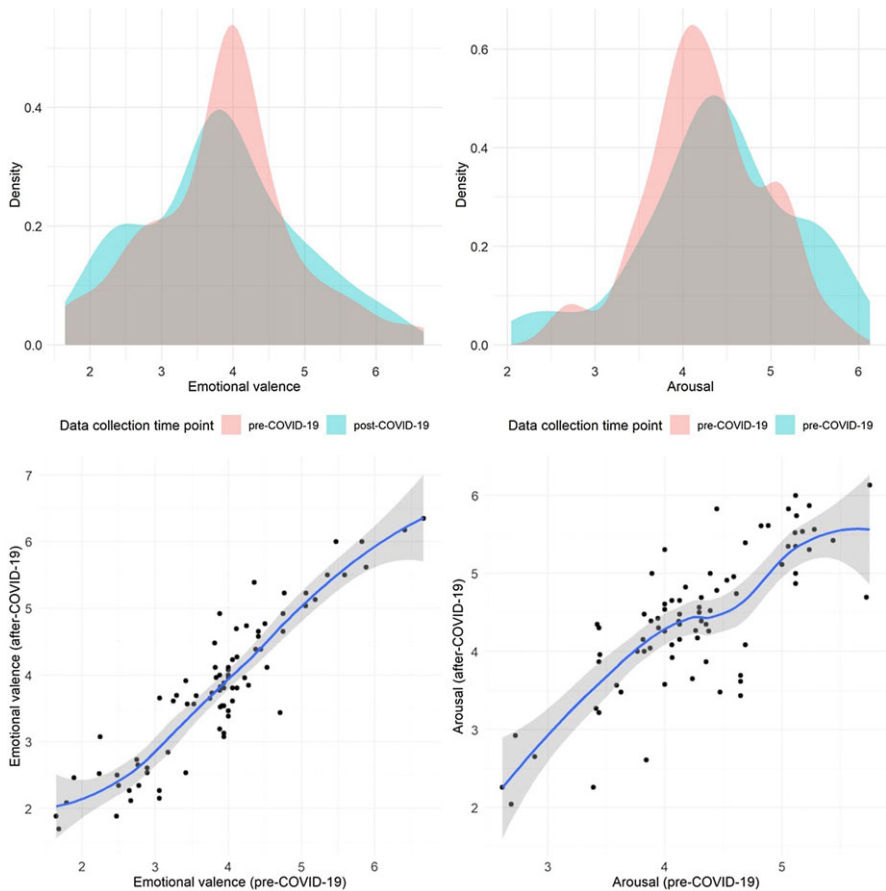 Density
0.4
0.2
0.0
2 3 4 5 6
Emotional valence
Data collection time point pre-COVID-19 post-COVID-19
Density
0.6
0.4
0.2
0.0
2 3 4 5 6
Arousal
Data collection time point pre-COVID-19 pre-COVID-19
Emotional valence (after-COVID-19)
7
6
5
4
3
2
2 3 4 5 6
Emotional valence (pre-COVID-19)
Arousal (after-COVID-19)
6
5
4
3
2
3 4 5
Arousal (pre-COVID-19)